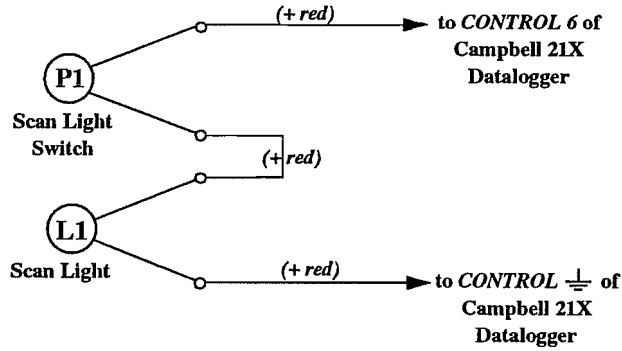 (+ red)
to CONTROL 6 of
Campbell 21X
Datalogger
P1
Scan Light
Switch
(+ red)
L1
Scan Light
(+ red)
to CONTROL ⏚ of
Campbell 21X
Datalogger